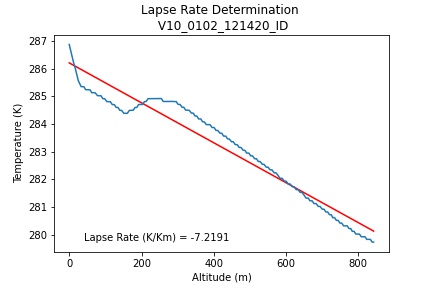 Lapse Rate Determination
V10_0102_121420_ID
287
286
285
284
283
282
281
280
Temperature (K)
Lapse Rate (K/Km) = -7.2191
0 200 400 600 800
Altitude (m)